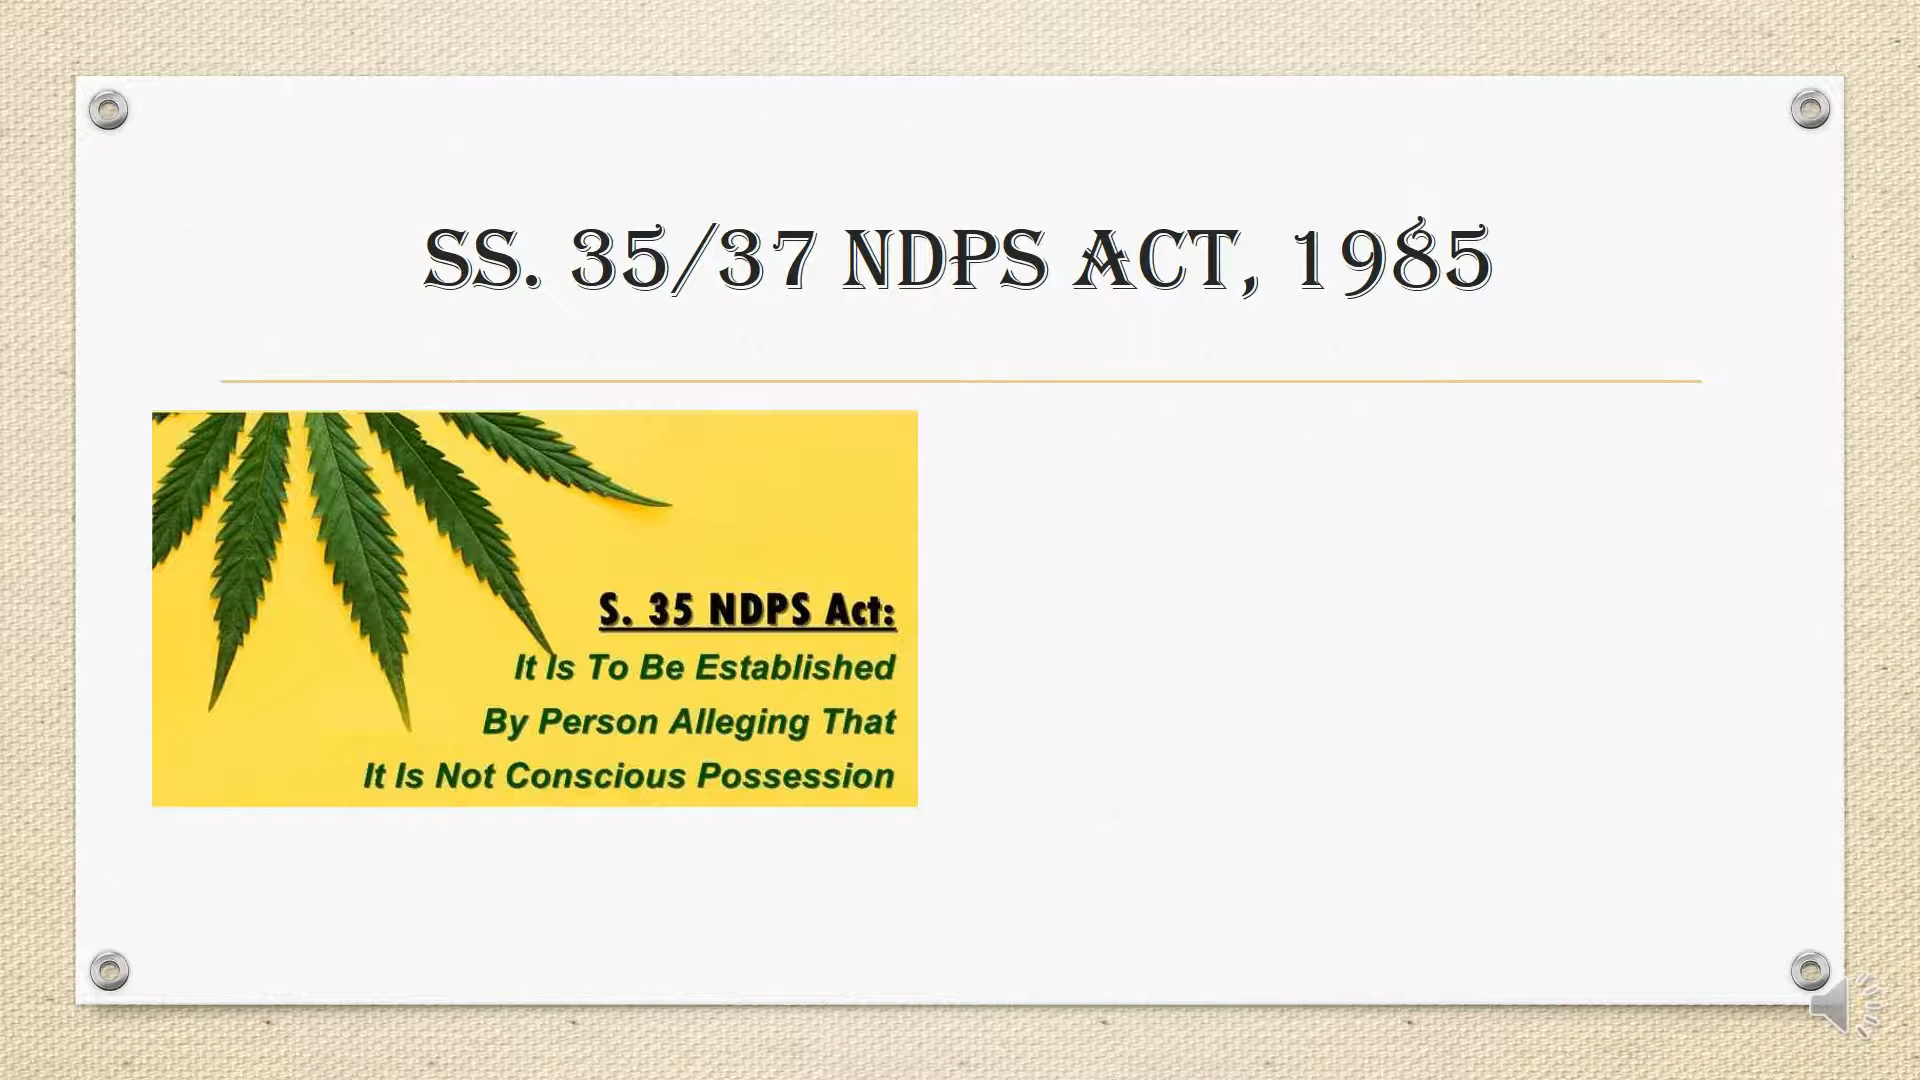 SS. 35/37 NDPS ACT, 1985
S. 35 NDPS Act:
It Is To Be Established
By Person Alleging That
It Is Not Conscious Possession